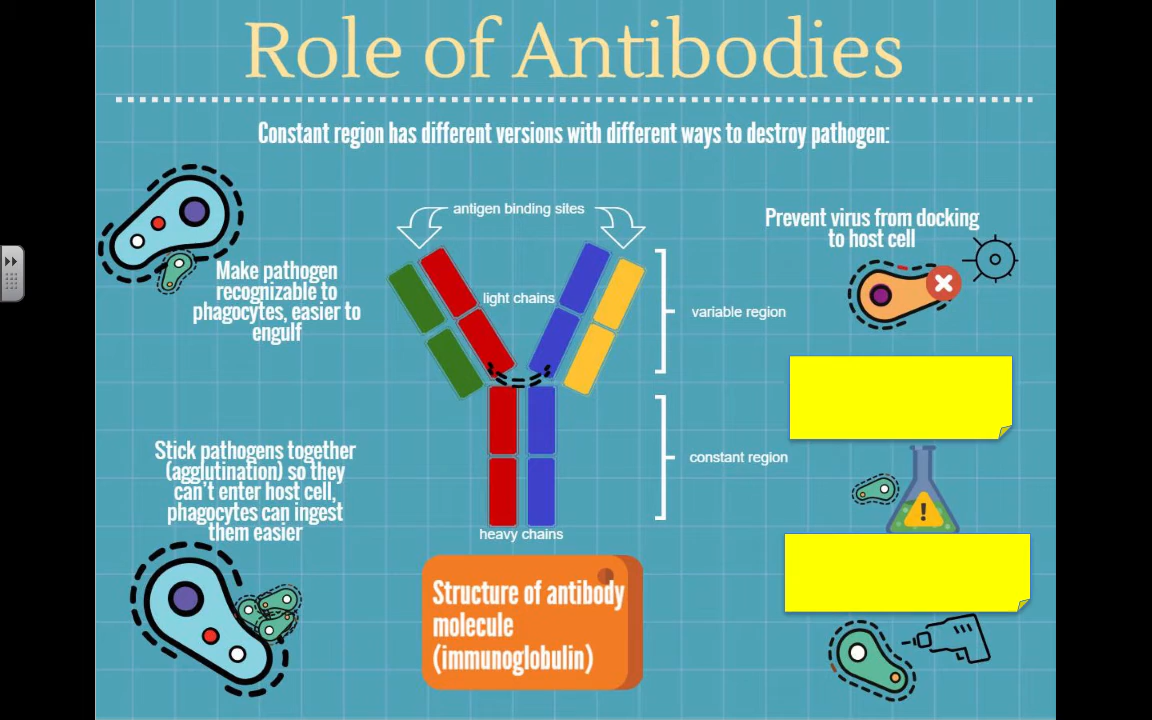 Role of Antibodies
Constant region has different versions with different ways to destroy pathogen:
antigen binding sites
Prevent virus from docking
to host cell
Make pathogen
recognizable to
phagocytes, easier to
engulf
light chains
variable region
Stick pathogens together
(agglutination) so they
can't enter host cell,
phagocytes can ingest
them easier
constant region
heavy chains
!
Structure of antibody
molecule
(immunoglobulin)